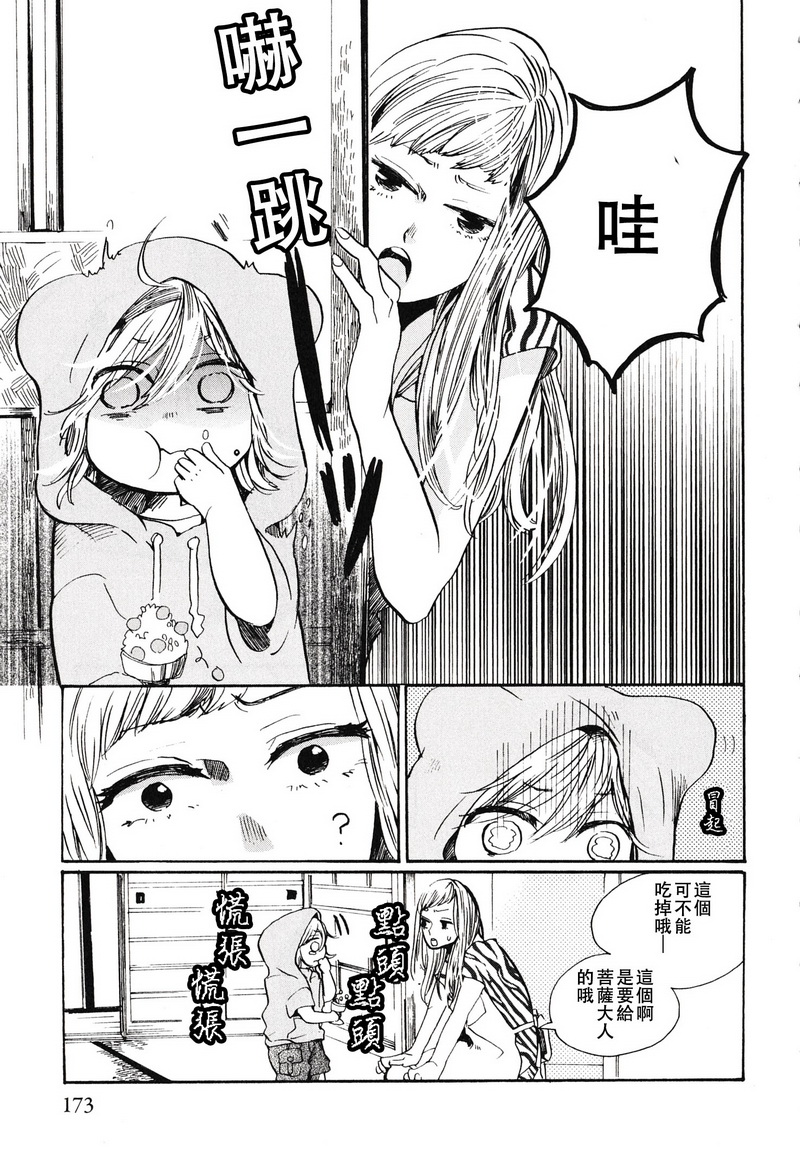 哇
嚇一跳
冒起
?
這個
可不能
吃掉哦—
這個啊
是要給
菩薩大人
的哦
點頭
點頭
慌張
慌張
173